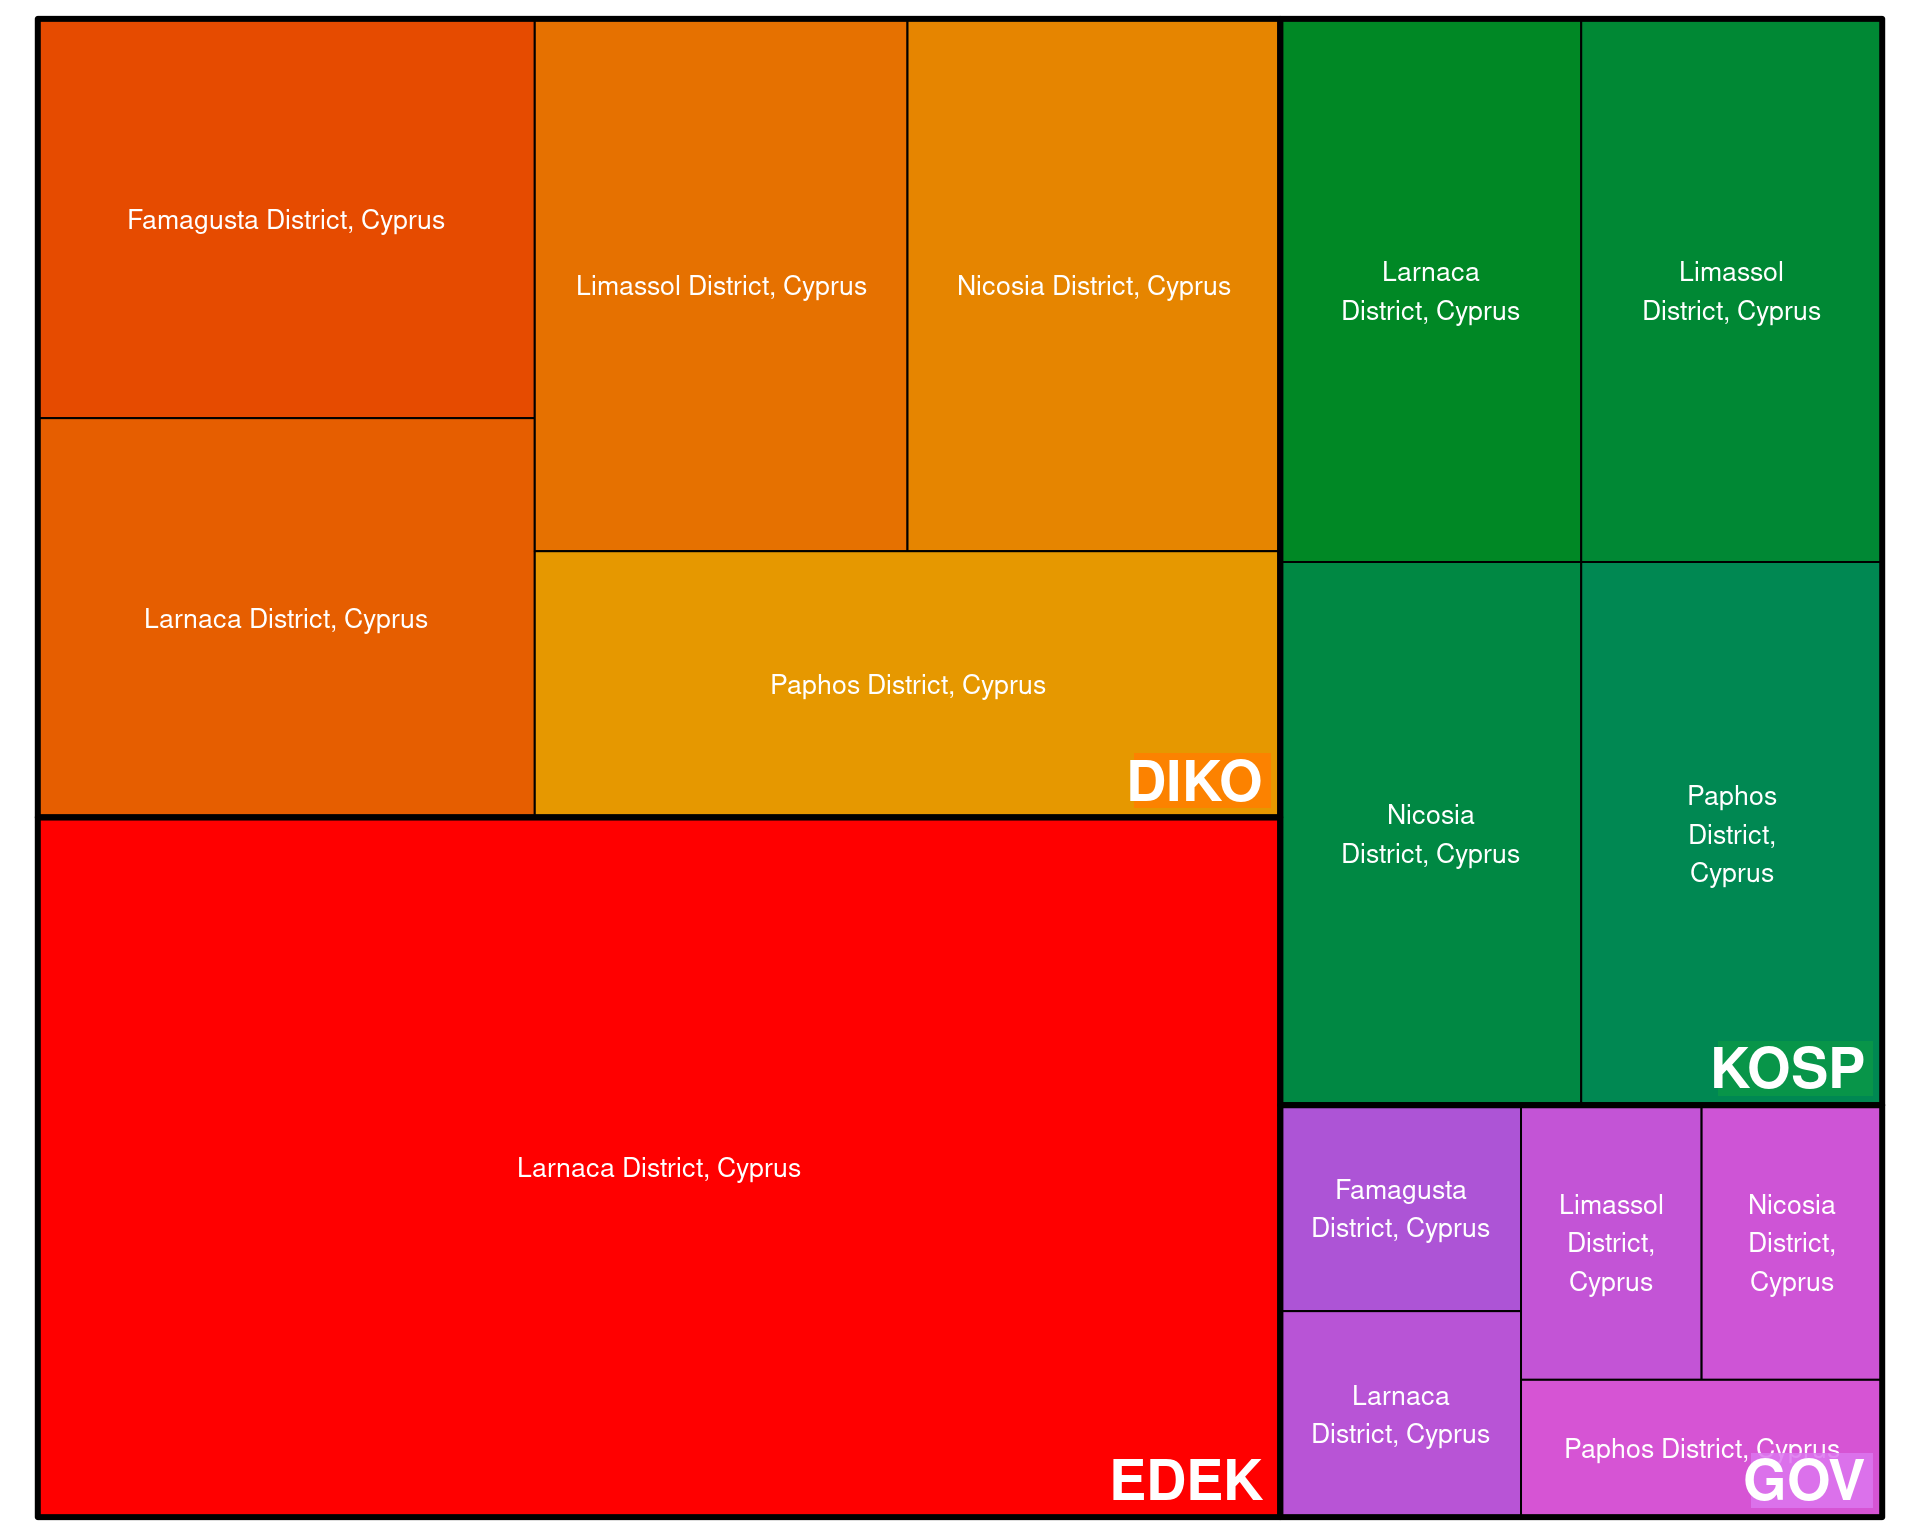 Famagusta District, Cyprus
Limassol District, Cyprus
Nicosia District, Cyprus
Larnaca District, Cyprus
Paphos District, Cyprus
DIKO
Larnaca District, Cyprus
EDEK
Larnaca
District, Cyprus
Limassol
District, Cyprus
Nicosia
District, Cyprus
Paphos
District,
Cyprus
KOSP
Famagusta
District, Cyprus
Limassol
District,
Cyprus
Nicosia
District,
Cyprus
Larnaca
District, Cyprus
Paphos District, Cyprus
GOV